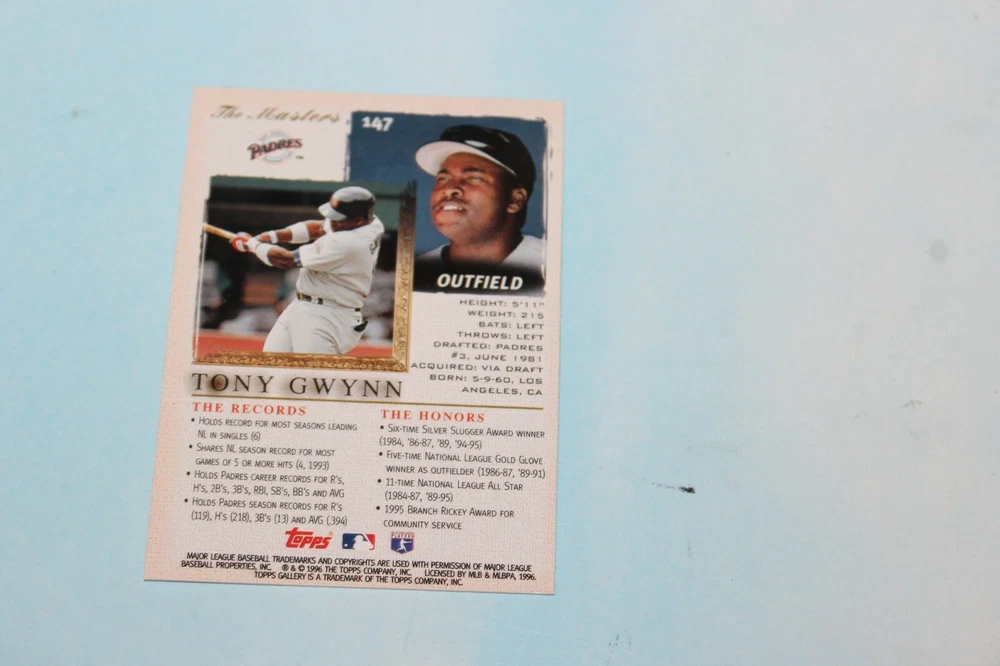 The Masters
147
PADRES
OUTFIELD
HEIGHT: 5'11"
WEIGHT: 215
BATS: LEFT
THROWS: LEFT
DRAFTED: PADRES
#3, JUNE 1981
ACQUIRED: VIA DRAFT
BORN: 5-9-60, LOS
ANGELES, CA
TONY GWYNN
THE RECORDS
• HOLDS RECORD FOR MOST SEASONS LEADING
NL IN SINGLES (6)
• SHARES NL SEASON RECORD FOR MOST
GAMES OF 5 OR MORE HITS (4, 1993)
• HOLDS PADRES CAREER RECORDS FOR R'S,
H'S, 2B'S, 3B'S, RBI, SB'S, BB'S AND AVG
• HOLDS PADRES SEASON RECORDS FOR R'S
(119), H'S (218), 3B'S (13) AND AVG (.394)
THE HONORS
• SIX-TIME SILVER SLUGGER AWARD WINNER
(1984, '86-87, '89, '94-95)
• FIVE-TIME NATIONAL LEAGUE GOLD GLOVE
WINNER AS OUTFIELDER (1986-87, '89-91)
• 11-TIME NATIONAL LEAGUE ALL STAR
(1984-87, '89-95)
• 1995 BRANCH RICKEY AWARD FOR
COMMUNITY SERVICE
Topps
MAJOR LEAGUE BASEBALL TRADEMARKS AND COPYRIGHTS ARE USED WITH PERMISSION OF MAJOR LEAGUE
BASEBALL PROPERTIES, INC. ® & © 1996 THE TOPPS COMPANY, INC. LICENSED BY MLB & MLBPA, 1996.
TOPPS GALLERY IS A TRADEMARK OF THE TOPPS COMPANY, INC.